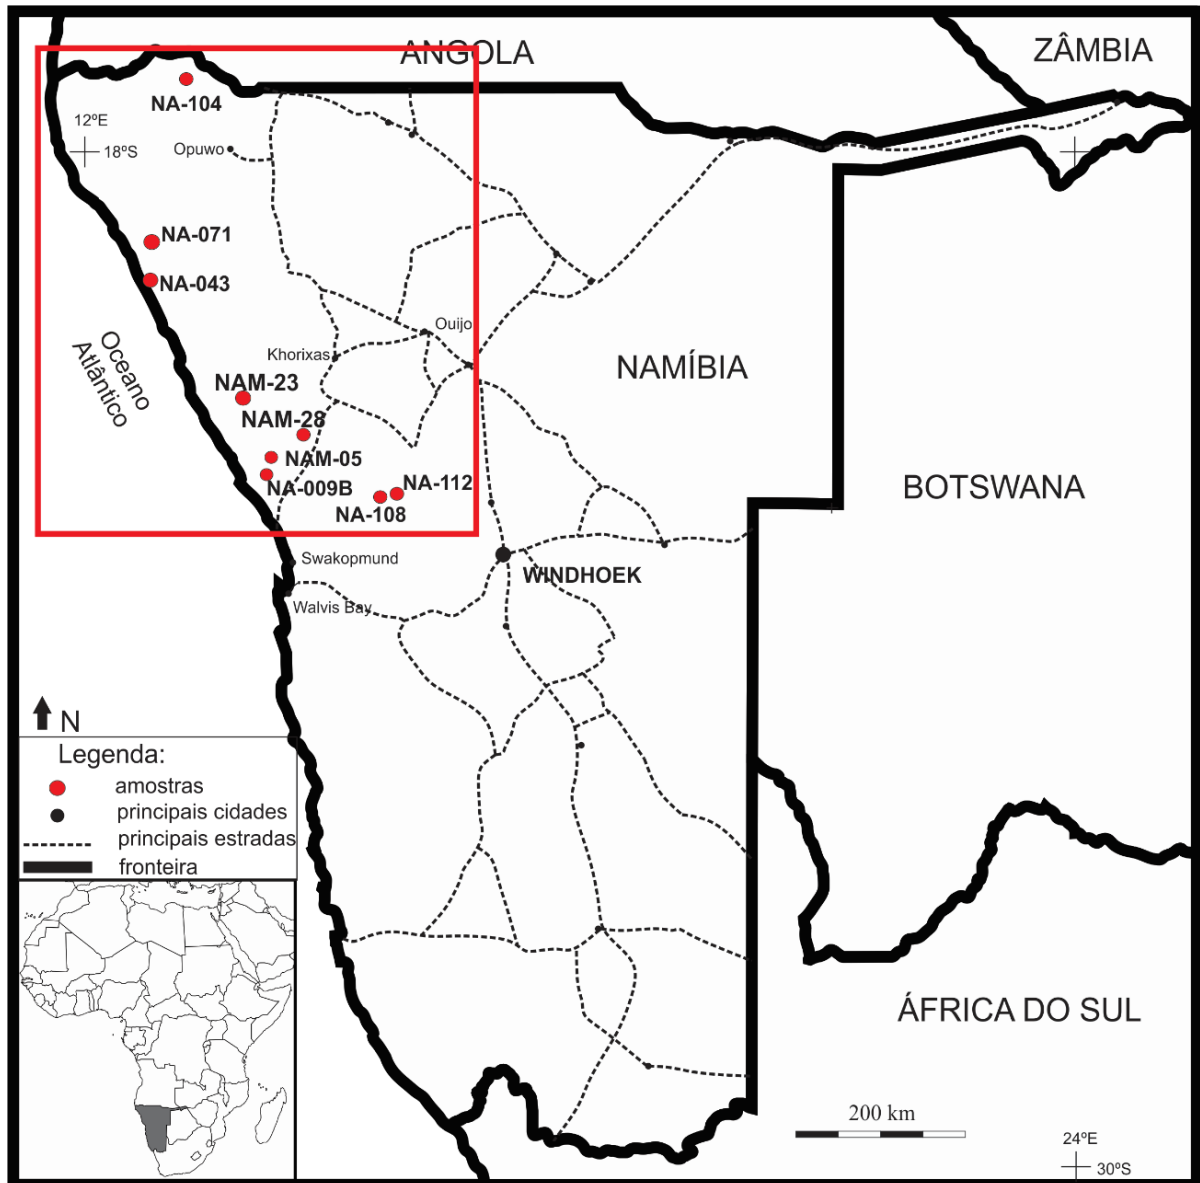 ANGOLA
ZÂMBIA
NA-104
12ºE
18ºS
Opuwo
NA-071
NA-043
Oceano
Atlântico
Ouijo
Khorixas
NAMÍBIA
NAM-23
NAM-28
NAM-05
NA-009B
NA-112
NA-108
BOTSWANA
Swakopmund
WINDHOEK
Walvis Bay
N
Legenda:
amostras
principais cidades
principais estradas
fronteira
ÁFRICA DO SUL
200 km
24ºE
30ºS